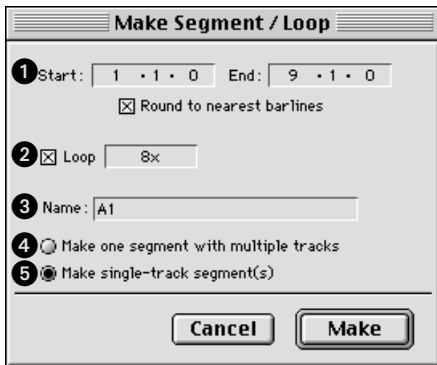 Make Segment / Loop
1 Start: 1 · 1 · 0 End: 9 · 1 · 0
Round to nearest barlines
2 Loop 8x
3 Name: A1
4 Make one segment with multiple tracks
5 Make single-track segment(s)
Cancel Make